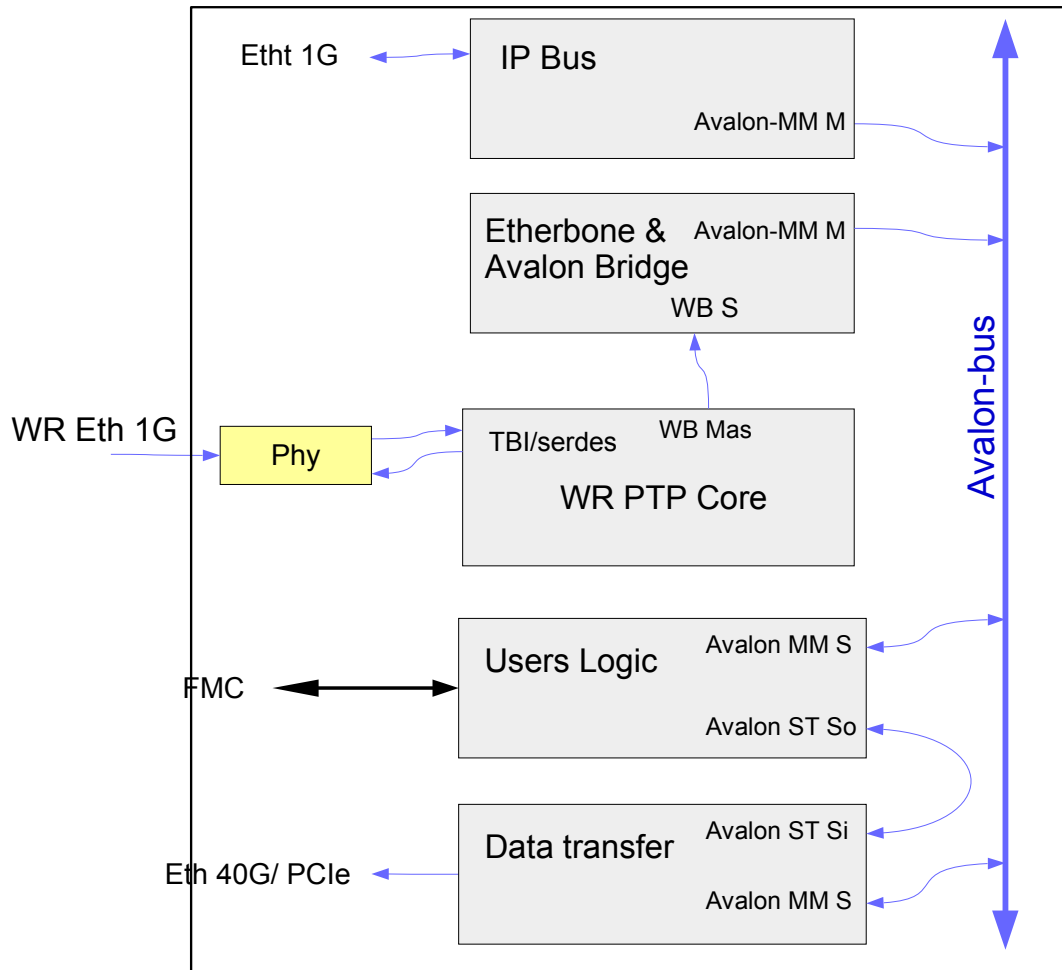 Etht 1G
IP Bus
Avalon-MM M
Etherbone &
Avalon Bridge
Avalon-MM M
WB S
Avalon-bus
WR Eth 1G
Phy
TBI/serdes
WB Mas
WR PTP Core
Users Logic
Avalon MM S
FMC
Avalon ST So
Data transfer
Avalon ST Si
Eth 40G/ PCIe
Avalon MM S